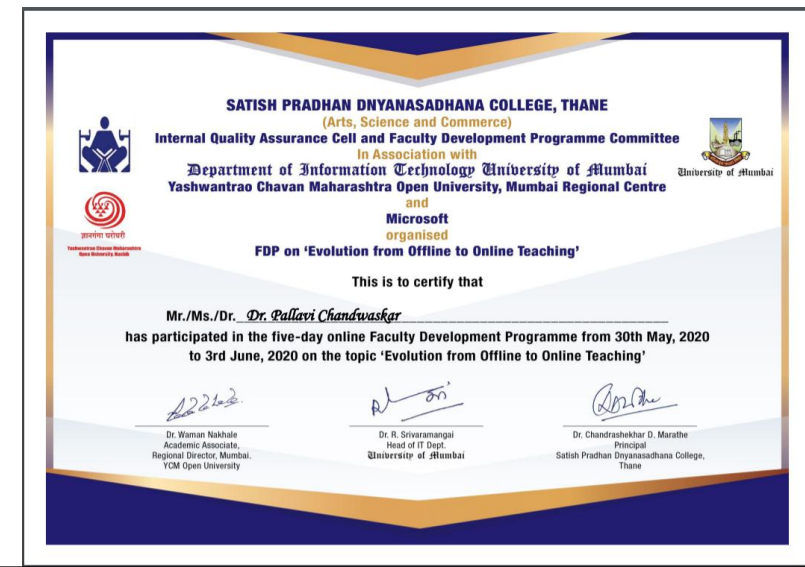 SATISH PRADHAN DNYANASADHANA COLLEGE, THANE
(Arts, Science and Commerce)
Internal Quality Assurance Cell and Faculty Development Programme Committee
In Association with
Department of Information Technology University of Mumbai
Yashwantrao Chavan Maharashtra Open University, Mumbai Regional Centre
and
Microsoft
organised
FDP on ‘Evolution from Offline to Online Teaching’
University of Mumbai
ज्ञानगंगा घरोघरी
Yashwantrao Chavan Maharashtra
Open University, Nashik
This is to certify that
Mr./Ms./Dr. Dr. Pallavi Chandwaskar
has participated in the five-day online Faculty Development Programme from 30th May, 2020
to 3rd June, 2020 on the topic ‘Evolution from Offline to Online Teaching’
Dr. Waman Nakhale
Academic Associate,
Regional Director, Mumbai.
YCM Open University
Dr. R. Srivaramangai
Head of IT Dept.
University of Mumbai
Dr. Chandrashekhar D. Marathe
Principal
Satish Pradhan Dnyanasadhana College,
Thane